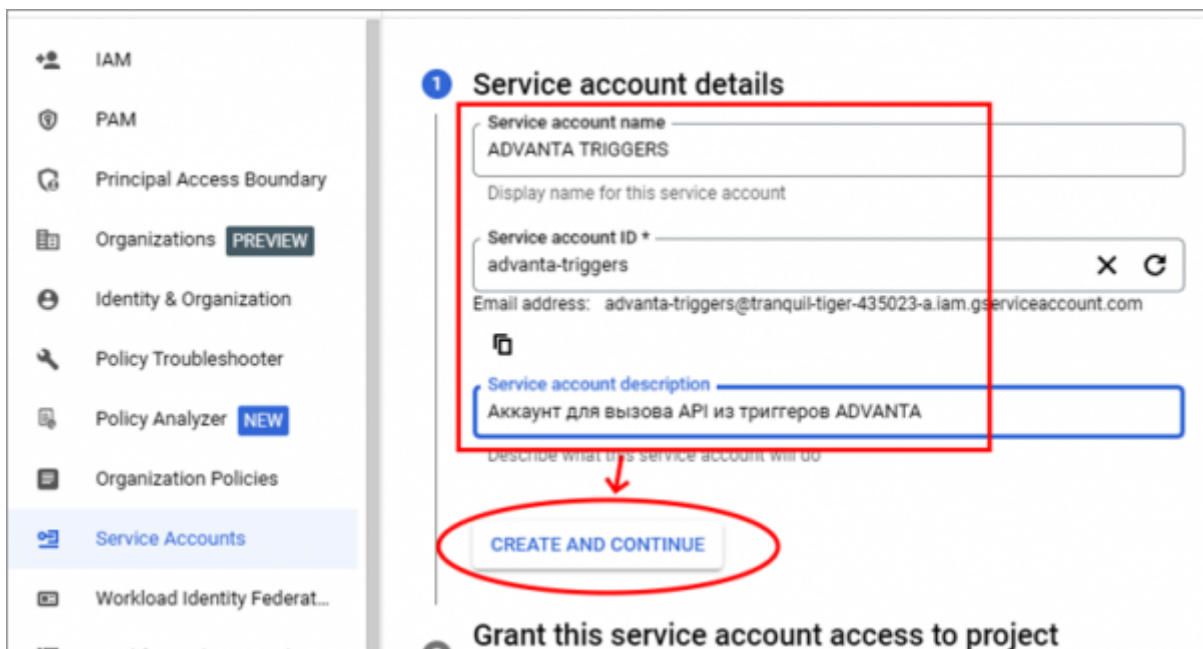 IAM
PAM
Principal Access Boundary
Organizations PREVIEW
Identity & Organization
Policy Troubleshooter
Policy Analyzer NEW
Organization Policies
Service Accounts
Workload Identity Federat...
1 Service account details
Service account name
ADVANTA TRIGGERS
Display name for this service account
Service account ID *
advanta-triggers
Email address: advanta-triggers@tranquil-tiger-435023-a.iam.gserviceaccount.com
Service account description
Аккаунт для вызова API из триггеров ADVANTA
Describe what this service account will do
CREATE AND CONTINUE
Grant this service account access to project